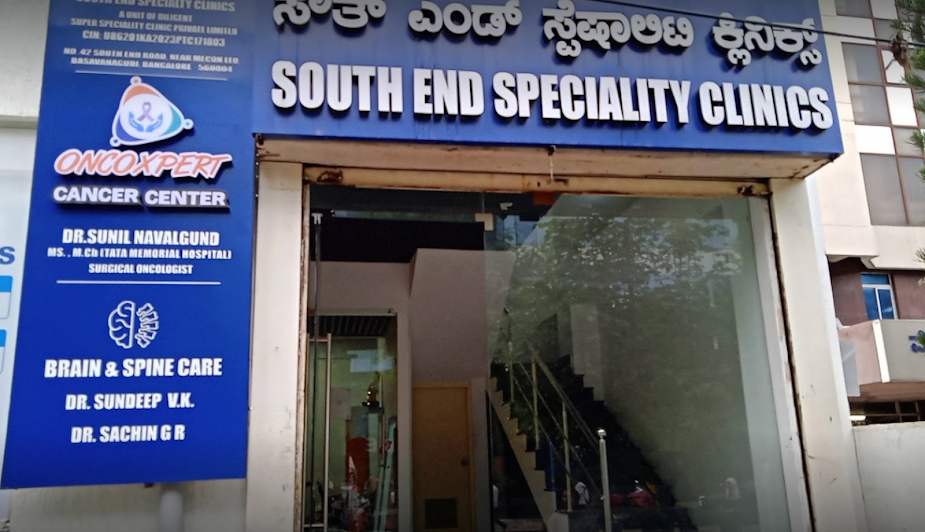 SOUTH END SPECIALITY CLINICS
A UNIT OF DILIGENT
SUPER SPECIALITY CLINIC PRIVATE LIMITED
CIN: U86201KA2023PTC171803
NO.42 SOUTH END ROAD, NEAR MECON LTD
BASAVANAGUDI, BANGALORE - 560004
ONCOXPERT
CANCER CENTER
DR.SUNIL NAVALGUND
MS., M.Ch (TATA MEMORIAL HOSPITAL)
SURGICAL ONCOLOGIST
BRAIN & SPINE CARE
DR. SUNDEEP V.K.
DR. SACHIN G R
ಸೌತ್ ಎಂಡ್ ಸ್ಪೆಷಾಲಿಟಿ ಕ್ಲಿನಿಕ್ಸ್
SOUTH END SPECIALITY CLINICS